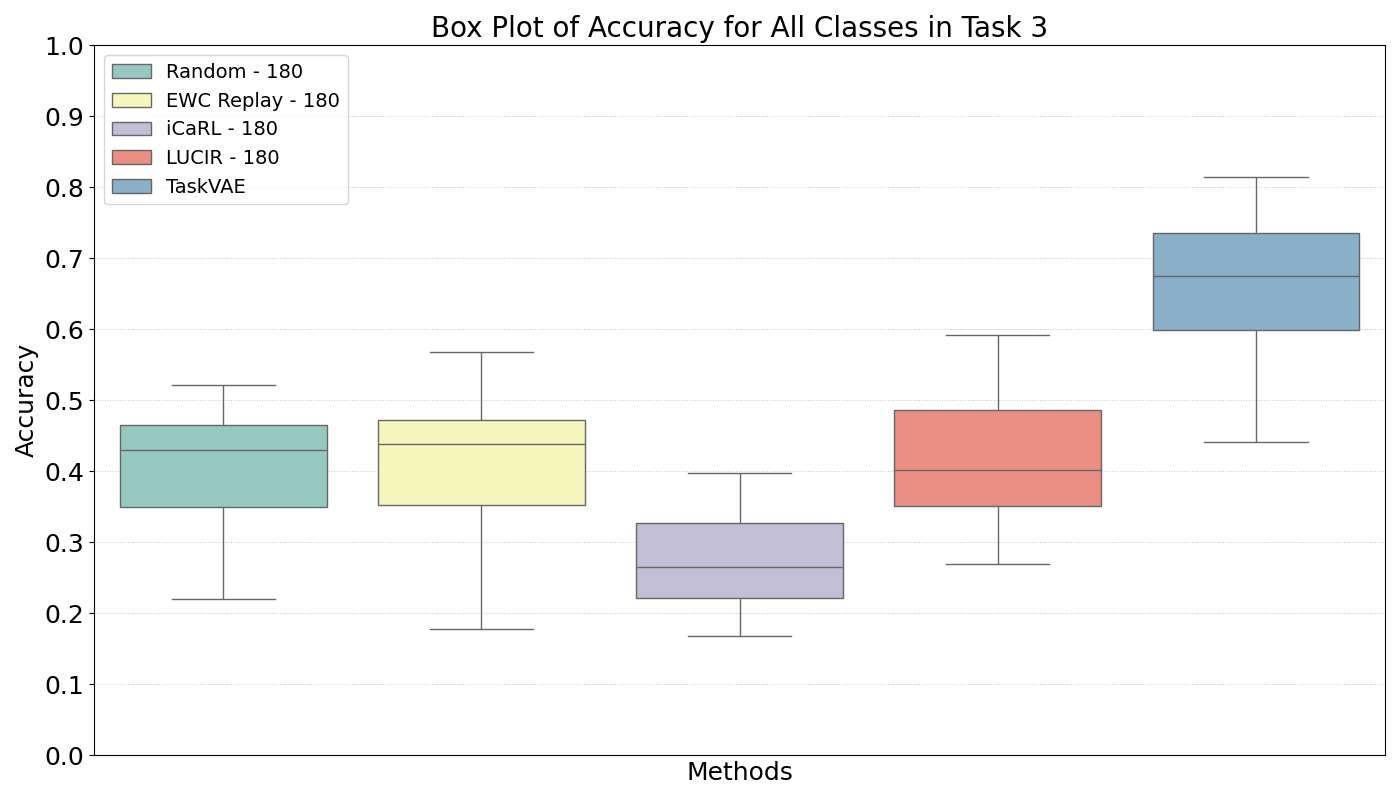 Box Plot of Accuracy for All Classes in Task 3
1.0
0.9
0.8
0.7
0.6
0.5
0.4
0.3
0.2
0.1
0.0
Accuracy
Random - 180
EWC Replay - 180
iCaRL - 180
LUCIR - 180
TaskVAE
Methods